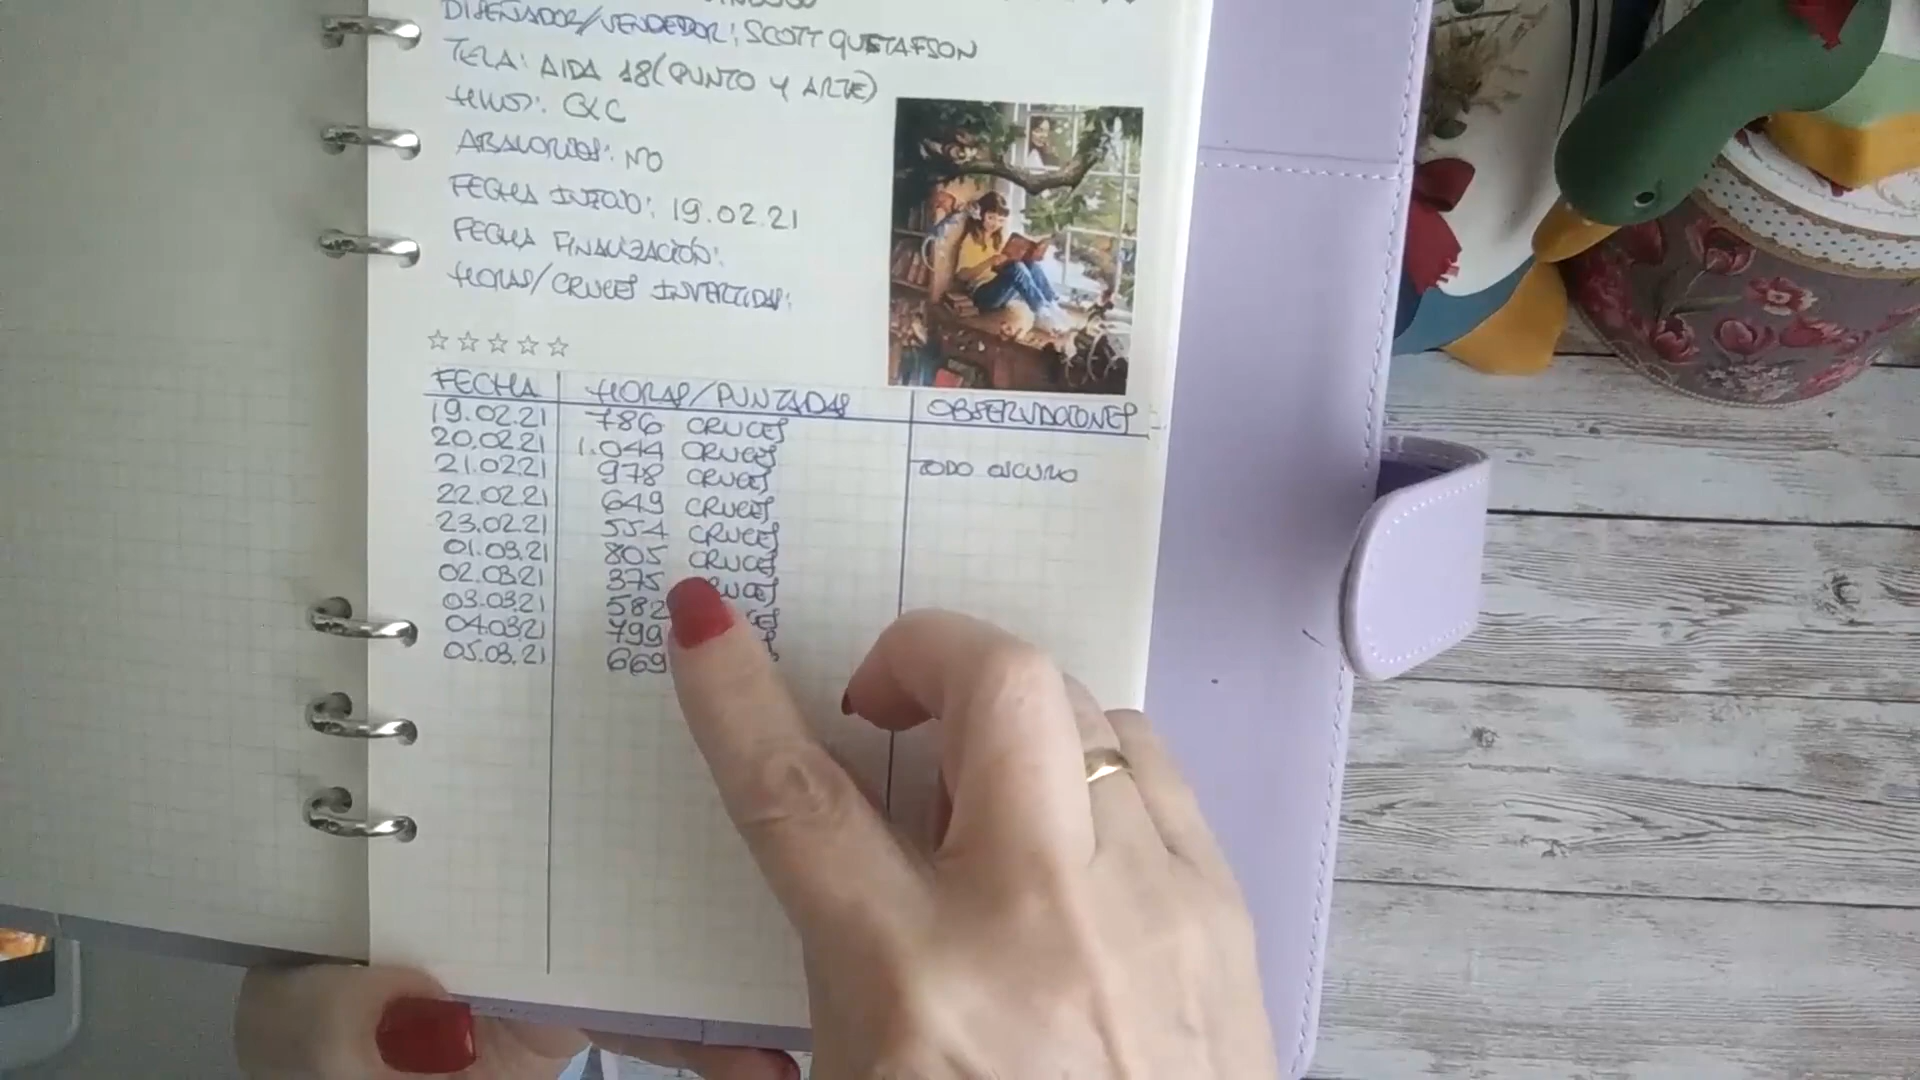 DISEÑADOR/VENDEDOR: SCOTT GUSTAFSON
TELA: AIDA 18 (PUNTO Y ARTE)
HILOS: CXC
ABALORIOS: NO
FECHA INICIO: 19.02.21
FECHA FINALIZACIÓN:
HORAS/CRUCES INVERTIDAS:
☆☆☆☆☆
FECHA HORAS/PUNTADAS OBSERVACIONES
19.02.21 786 CRUCES
20.02.21 1.044 CRUCES TODO OSCURO
21.02.21 978 CRUCES
22.02.21 649 CRUCES
23.02.21 554 CRUCES
01.03.21 805 CRUCES
02.03.21 375
03.03.21 582
04.03.21 799
05.03.21 669